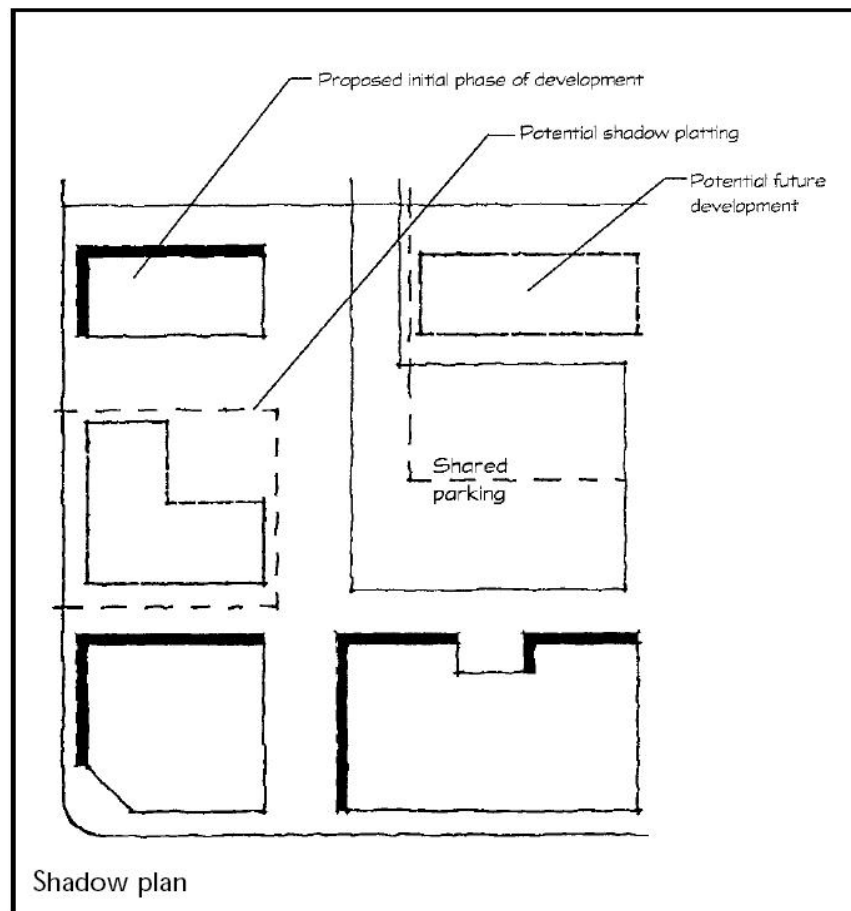 Proposed initial phase of development
Potential shadow platting
Potential future
development
Shared
parking
Shadow plan